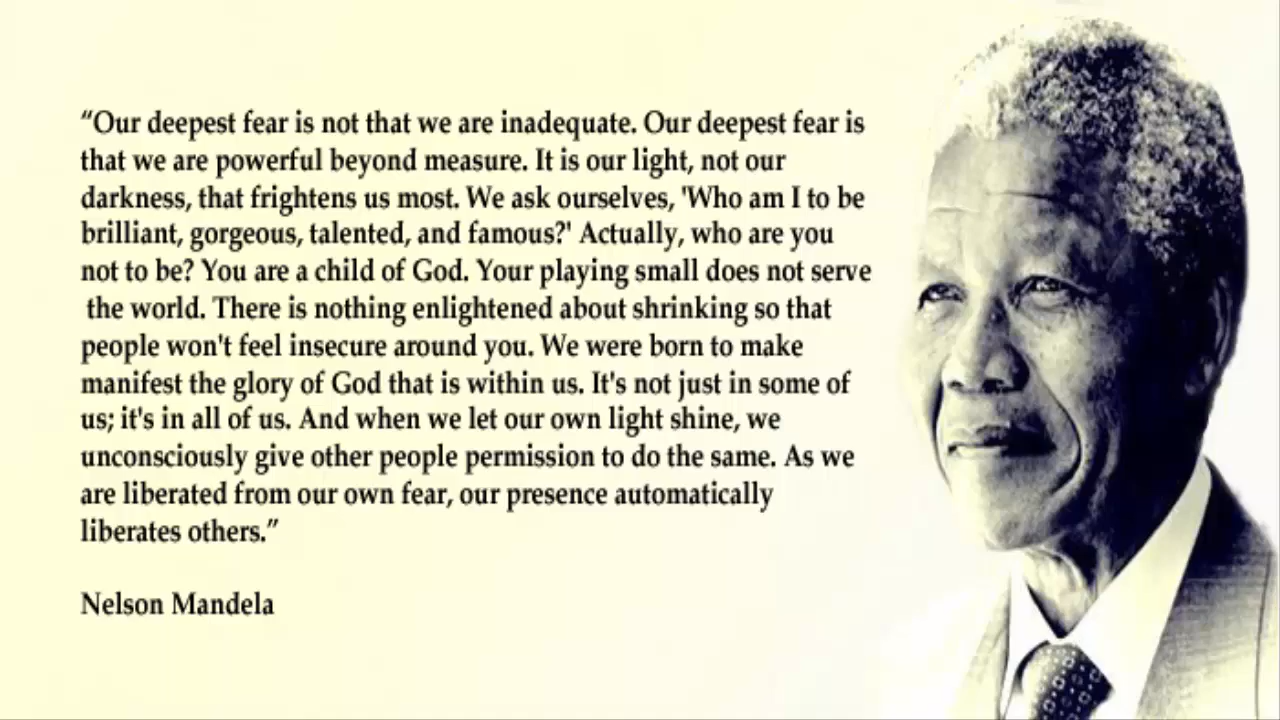 “Our deepest fear is not that we are inadequate. Our deepest fear is
that we are powerful beyond measure. It is our light, not our
darkness, that frightens us most. We ask ourselves, 'Who am I to be
brilliant, gorgeous, talented, and famous?' Actually, who are you
not to be? You are a child of God. Your playing small does not serve
the world. There is nothing enlightened about shrinking so that
people won't feel insecure around you. We were born to make
manifest the glory of God that is within us. It's not just in some of
us; it's in all of us. And when we let our own light shine, we
unconsciously give other people permission to do the same. As we
are liberated from our own fear, our presence automatically
liberates others.”
Nelson Mandela